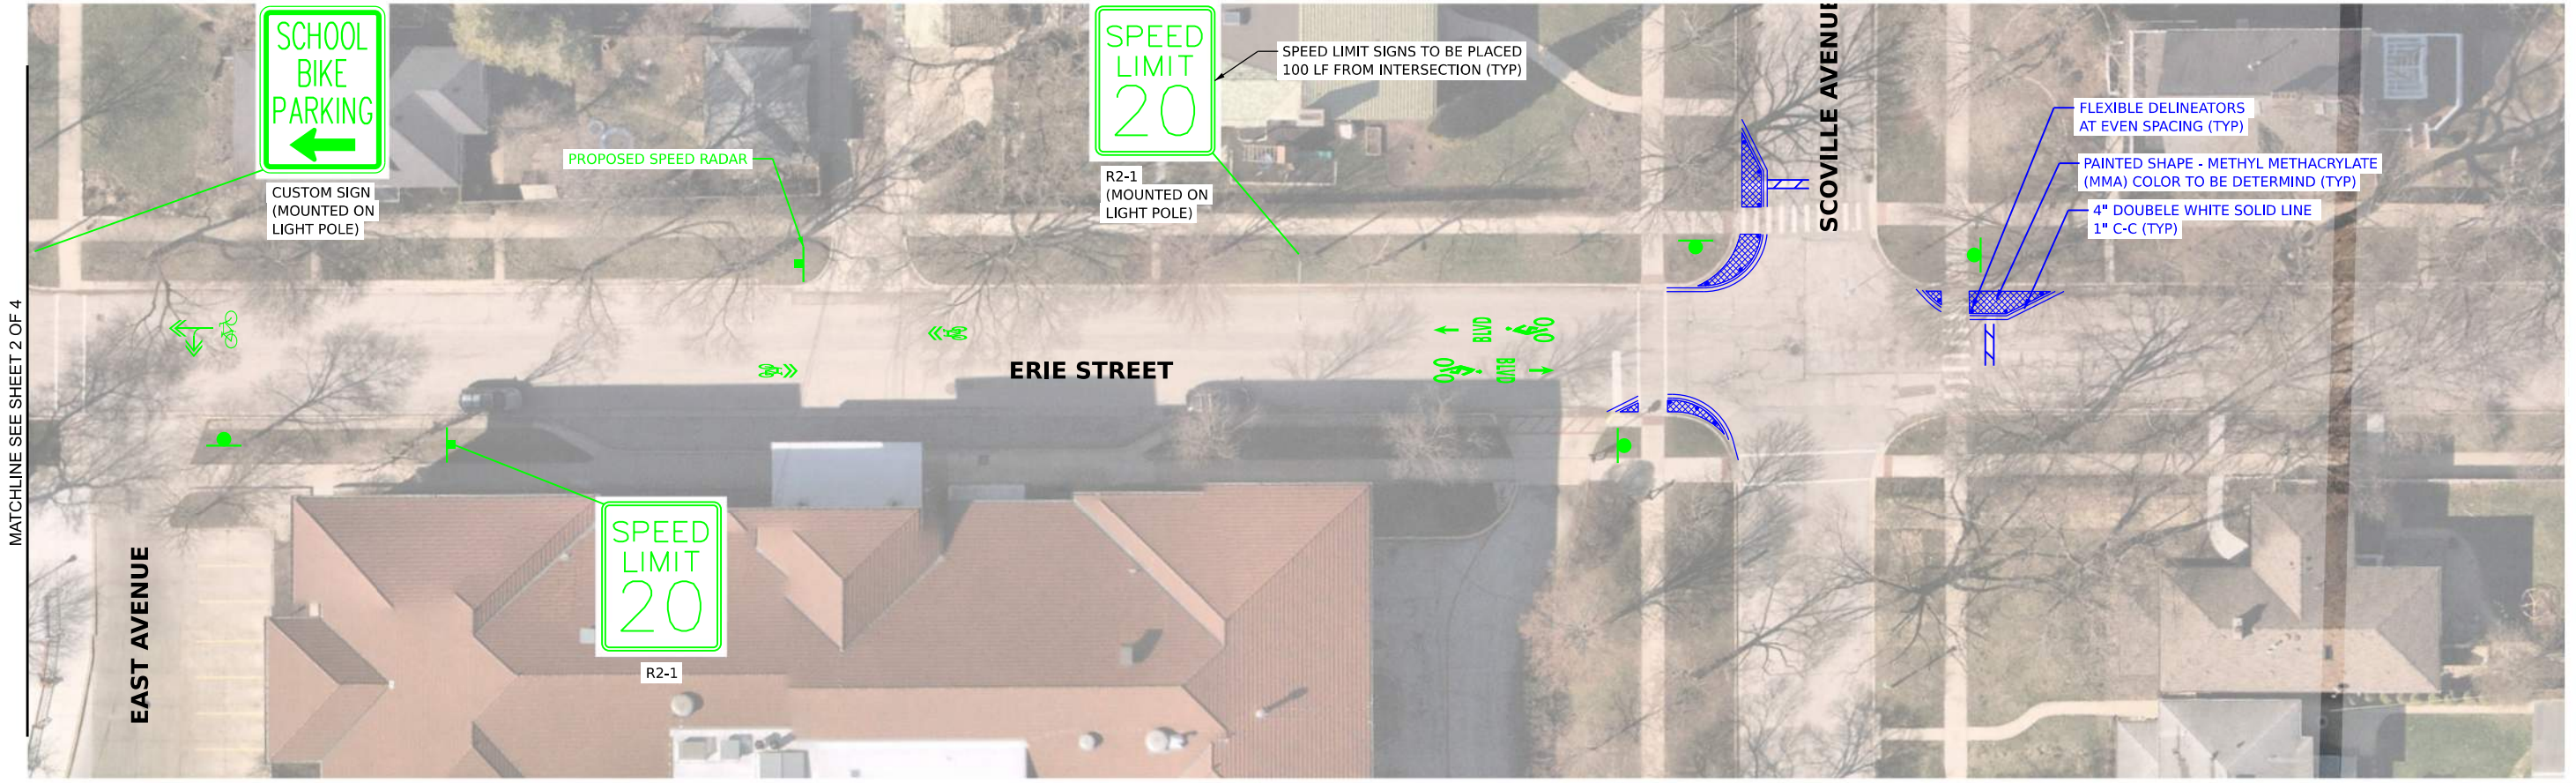 SCHOOL
BIKE
PARKING
CUSTOM SIGN
(MOUNTED ON
LIGHT POLE)
PROPOSED SPEED RADAR
SPEED
LIMIT
20
R2-1
(MOUNTED ON
LIGHT POLE)
SPEED LIMIT SIGNS TO BE PLACED
100 LF FROM INTERSECTION (TYP)
SCOVILLE AVENUE
FLEXIBLE DELINEATORS
AT EVEN SPACING (TYP)
PAINTED SHAPE - METHYL METHACRYLATE
(MMA) COLOR TO BE DETERMIND (TYP)
4" DOUBELE WHITE SOLID LINE
1" C-C (TYP)
MATCHLINE SEE SHEET 2 OF 4
BLVD
BLVD
ERIE STREET
EAST AVENUE
SPEED
LIMIT
20
R2-1